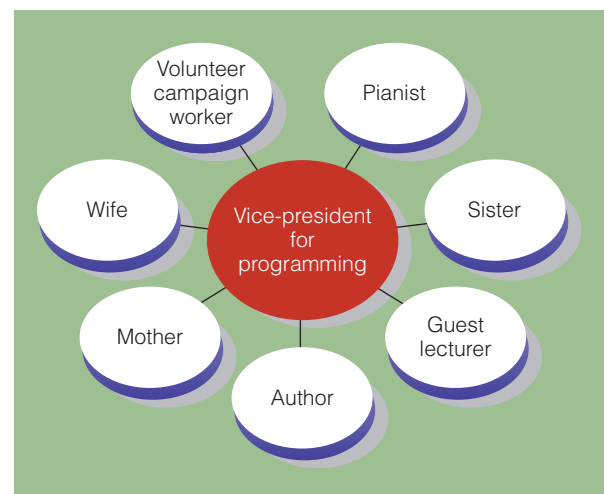 Volunteer
campaign
worker
Pianist
Wife
Vice-president
for
programming
Sister
Mother
Guest
lecturer
Author